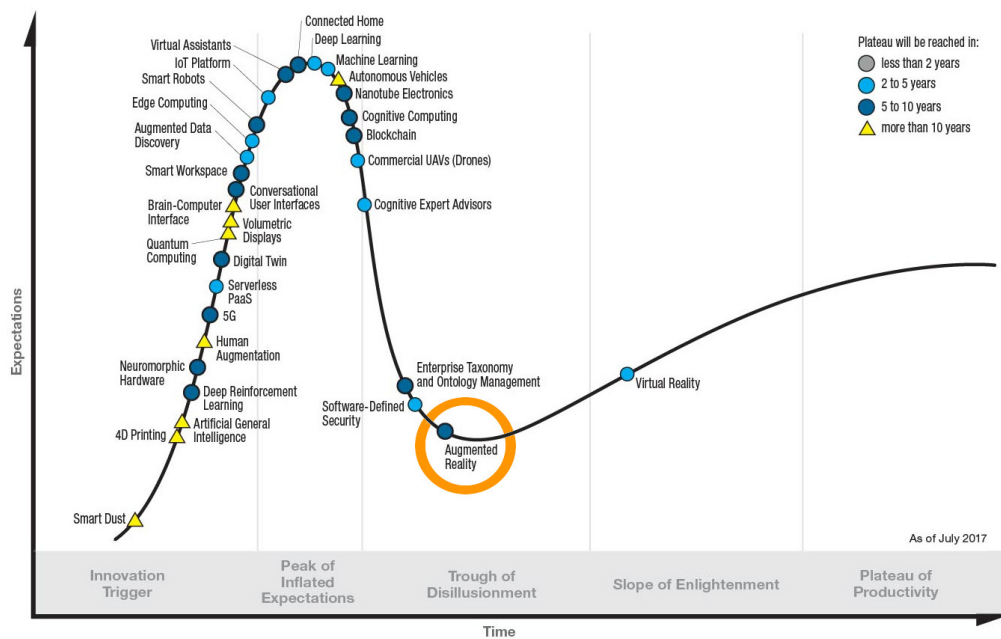 Connected Home
Deep Learning
Virtual Assistants
IoT Platform
Machine Learning
Smart Robots
Autonomous Vehicles
Nanotube Electronics
Edge Computing
Cognitive Computing
Augmented Data
Discovery
Blockchain
Commercial UAVs (Drones)
Smart Workspace
Conversational
User Interfaces
Brain-Computer
Interface
Cognitive Expert Advisors
Volumetric
Displays
Quantum
Computing
Digital Twin
Serverless
PaaS
5G
Human
Augmentation
Neuromorphic
Hardware
Deep Reinforcement
Learning
Artificial General
Intelligence
4D Printing
Smart Dust
Enterprise Taxonomy
and Ontology Management
Software-Defined
Security
Augmented
Reality
Virtual Reality
Plateau will be reached in:
less than 2 years
2 to 5 years
5 to 10 years
more than 10 years
As of July 2017
Expectations
Innovation
Trigger
Peak of
Inflated
Expectations
Trough of
Disillusionment
Slope of Enlightenment
Plateau of
Productivity
Time